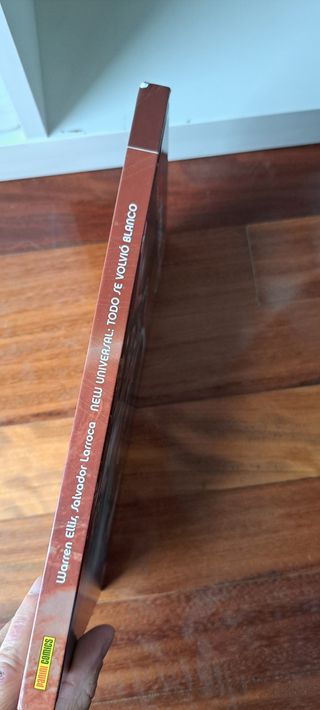 Warren Ellis, Salvador Larroca NEW UNIVERSAL: TODO SE VOLVIÓ BLANCO
PANINI COMICS